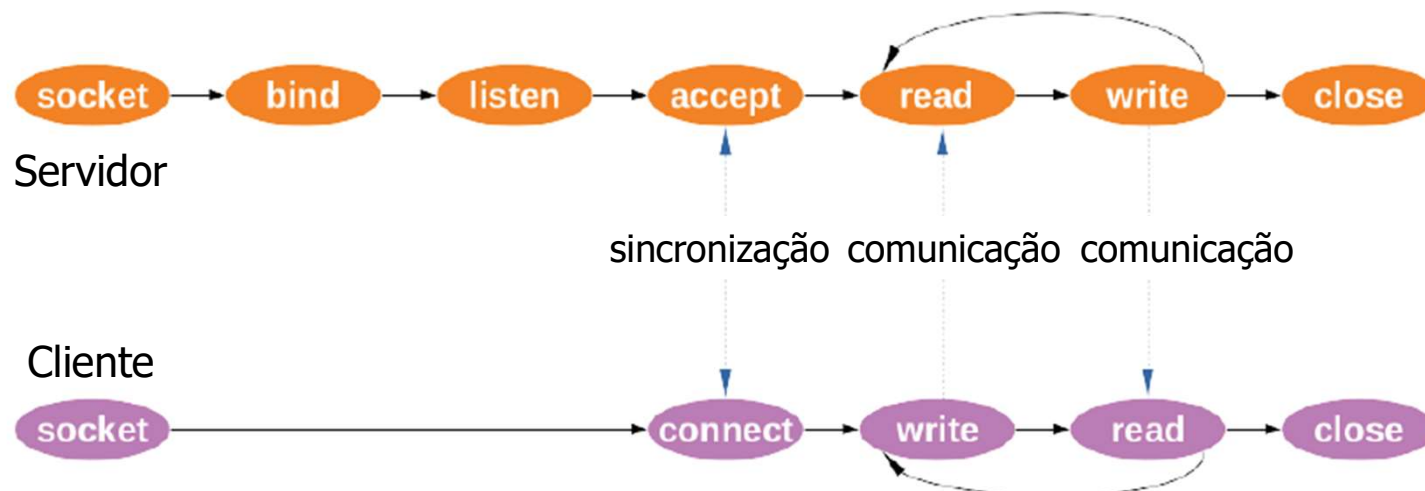 socket bind listen accept read write close
Servidor
sincronização comunicação comunicação
Cliente
socket connect write read close